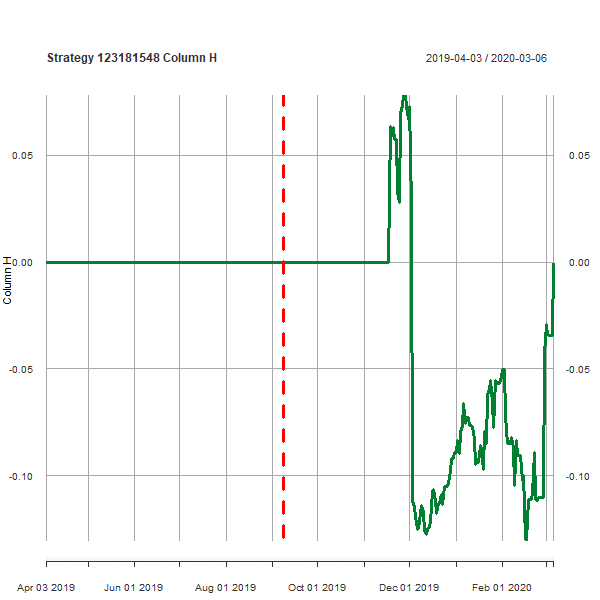 Strategy 123181548 Column H
2019-04-03 / 2020-03-06
0.05
0.05
Column H
0.00
0.00
-0.05
-0.05
-0.10
-0.10
Apr 03 2019
Jun 01 2019
Aug 01 2019
Oct 01 2019
Dec 01 2019
Feb 01 2020